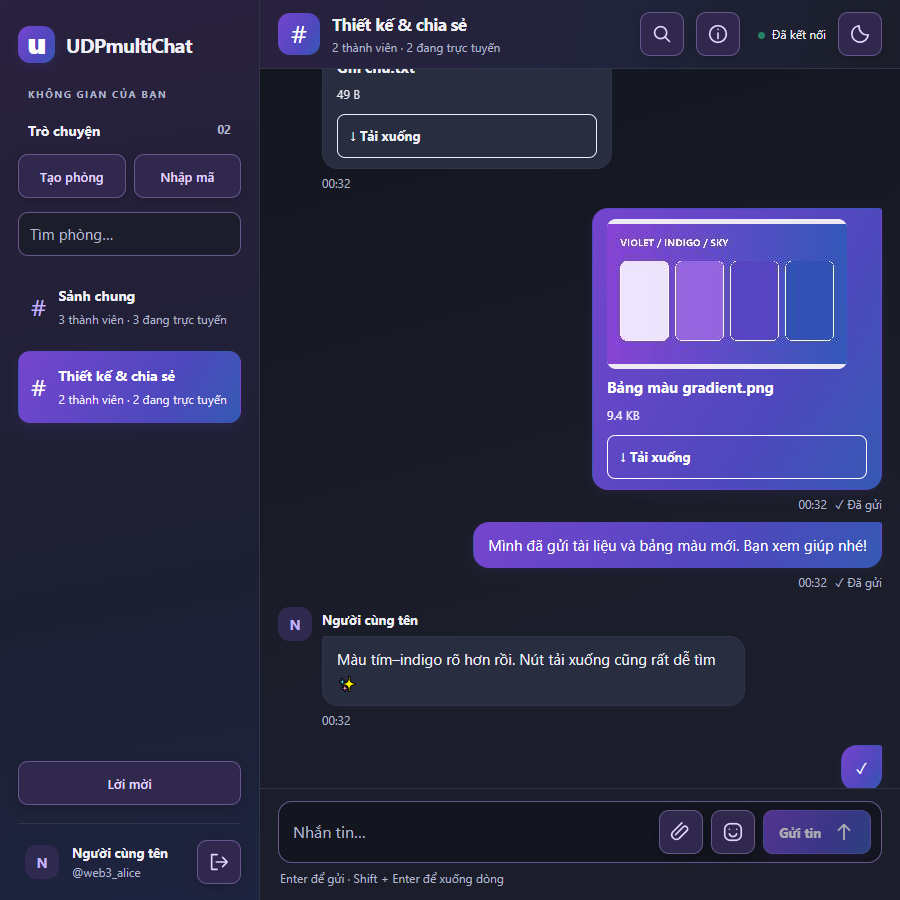 u UDPmultiChat
KHÔNG GIAN CỦA BẠN
Trò chuyện 02
Tạo phòng Nhập mã
Tìm phòng...
# Sảnh chung
3 thành viên · 3 đang trực tuyến
# Thiết kế & chia sẻ
2 thành viên · 2 đang trực tuyến
Lời mời
N Người cùng tên
@web3_alice
# Thiết kế & chia sẻ
2 thành viên · 2 đang trực tuyến
Đã kết nối
Ghi chú.txt
49 B
↓ Tải xuống
00:32
VIOLET / INDIGO / SKY
Bảng màu gradient.png
9.4 KB
↓ Tải xuống
00:32 ✓ Đã gửi
Mình đã gửi tài liệu và bảng màu mới. Bạn xem giúp nhé!
00:32 ✓ Đã gửi
N Người cùng tên
Màu tím–indigo rõ hơn rồi. Nút tải xuống cũng rất dễ tìm
✨
00:32
✓
Nhắn tin...
Gửi tin ↑
Enter để gửi · Shift + Enter để xuống dòng